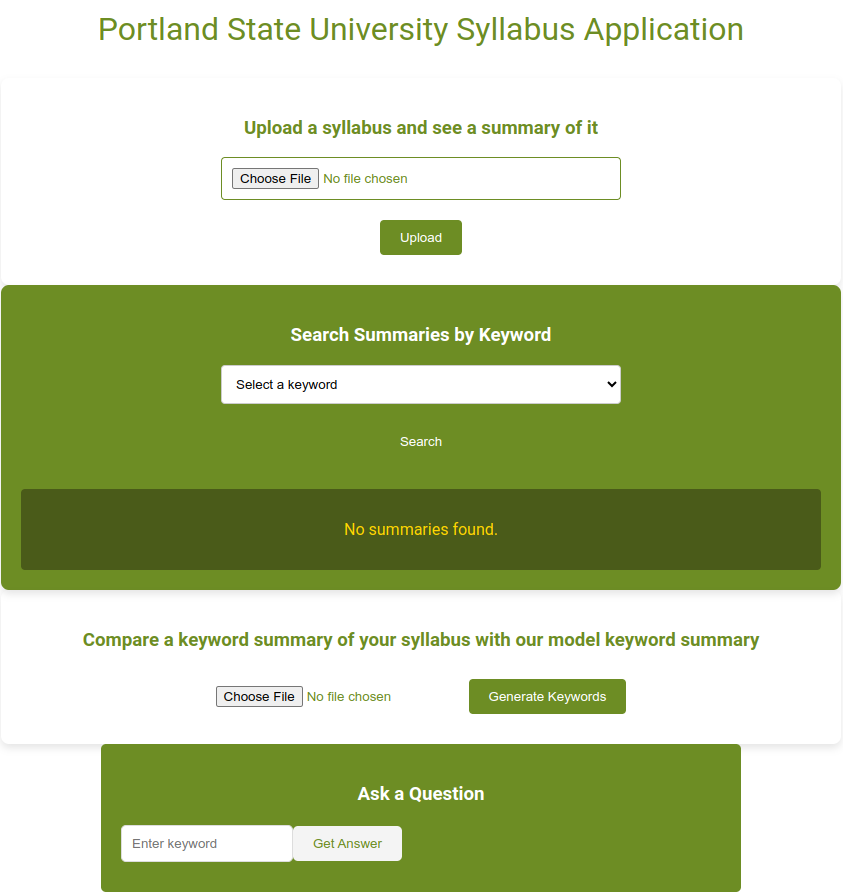 Portland State University Syllabus Application
Upload a syllabus and see a summary of it
Choose File No file chosen
Upload
Search Summaries by Keyword
Select a keyword
Search
No summaries found.
Compare a keyword summary of your syllabus with our model keyword summary
Choose File No file chosen Generate Keywords
Ask a Question
Enter keyword Get Answer